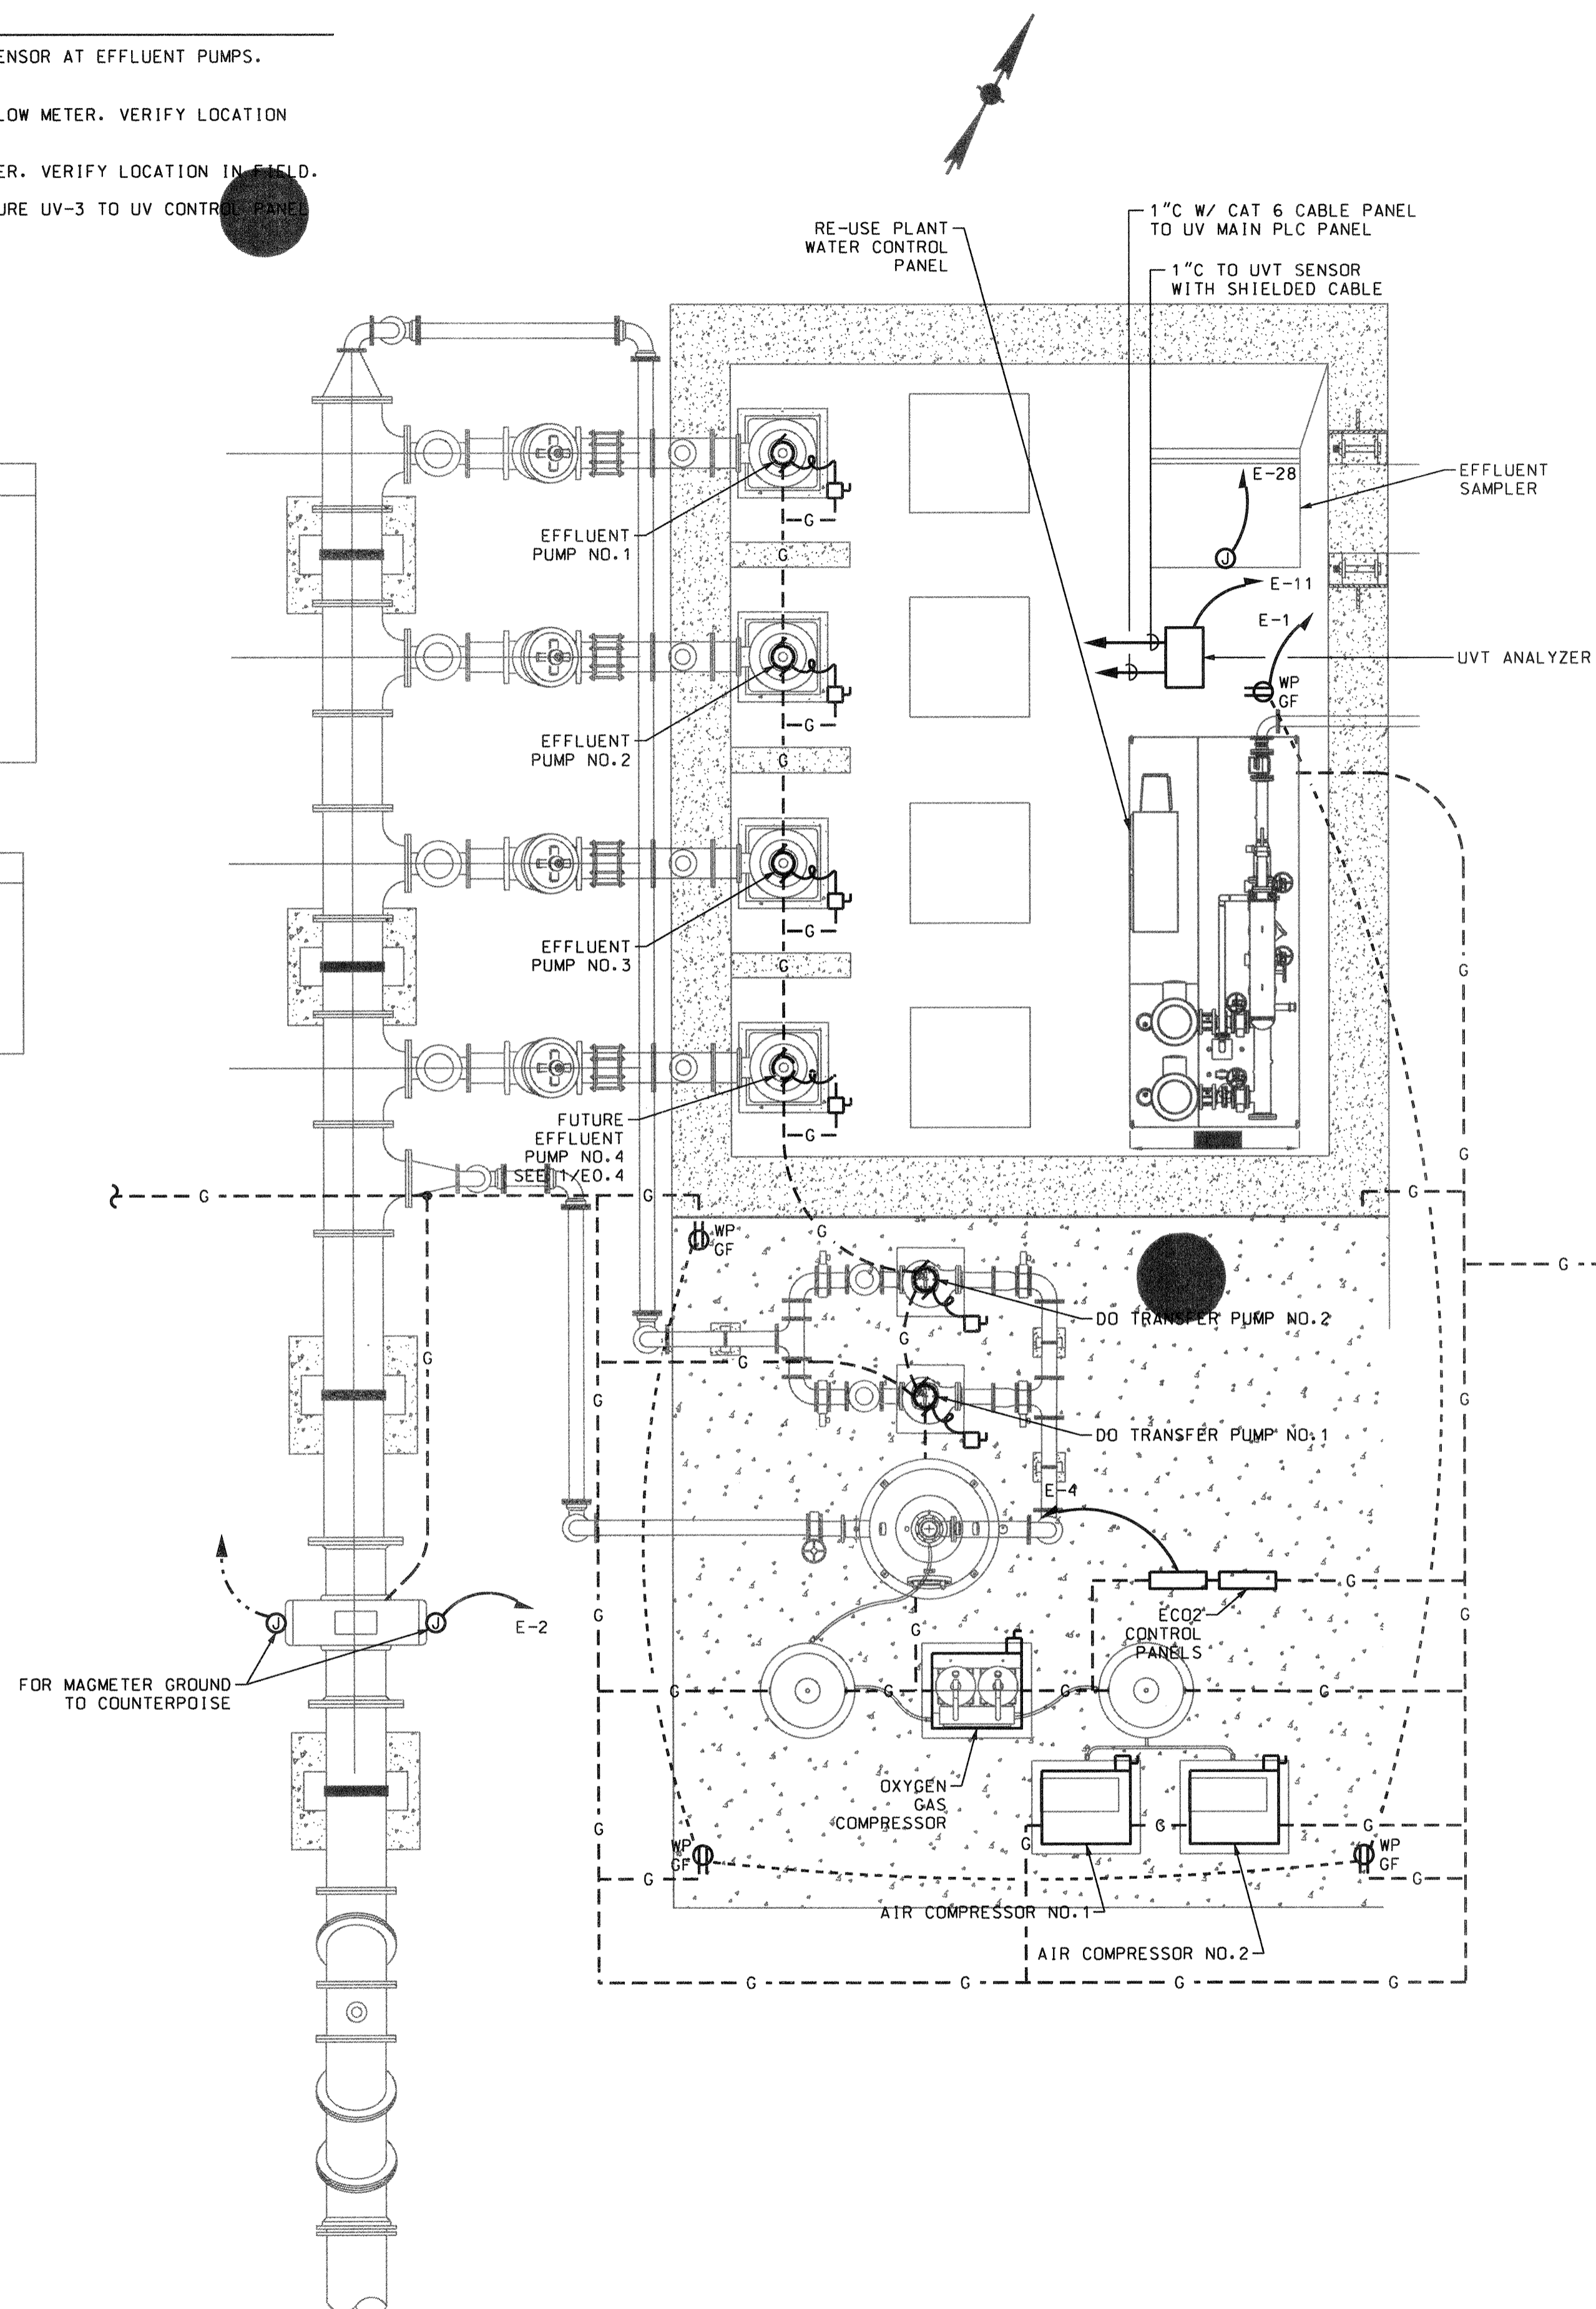 ENSOR AT EFFLUENT PUMPS.
LOW METER. VERIFY LOCATION
ER. VERIFY LOCATION IN FIELD.
URE UV-3 TO UV CONTROL PANEL
RE-USE PLANT
WATER CONTROL
PANEL
1"C W/ CAT 6 CABLE PANEL
TO UV MAIN PLC PANEL
1"C TO UVT SENSOR
WITH SHIELDED CABLE
E-28
EFFLUENT
SAMPLER
J
G
EFFLUENT
PUMP NO.1
G
E-11
E-1
UVT ANALYZER
WP
GF
G
EFFLUENT
PUMP NO.2
G
G
EFFLUENT
PUMP NO.3
G
G
FUTURE
EFFLUENT
PUMP NO.4
SEE 1/E0.4
G
G
G
G
G
WP
GF
G
G
DO TRANSFER PUMP NO.2
G
G
G
G
G
DO TRANSFER PUMP NO.1
E-4
G
ECO2
CONTROL
PANELS
J
J
E-2
G
G
G
FOR MAGMETER GROUND
TO COUNTERPOISE
G
G
G
G
OXYGEN
GAS
COMPRESSOR
G
G
G
G
WP
GF
WP
GF
G
G
AIR COMPRESSOR NO.1
AIR COMPRESSOR NO.2
G
G
G
G